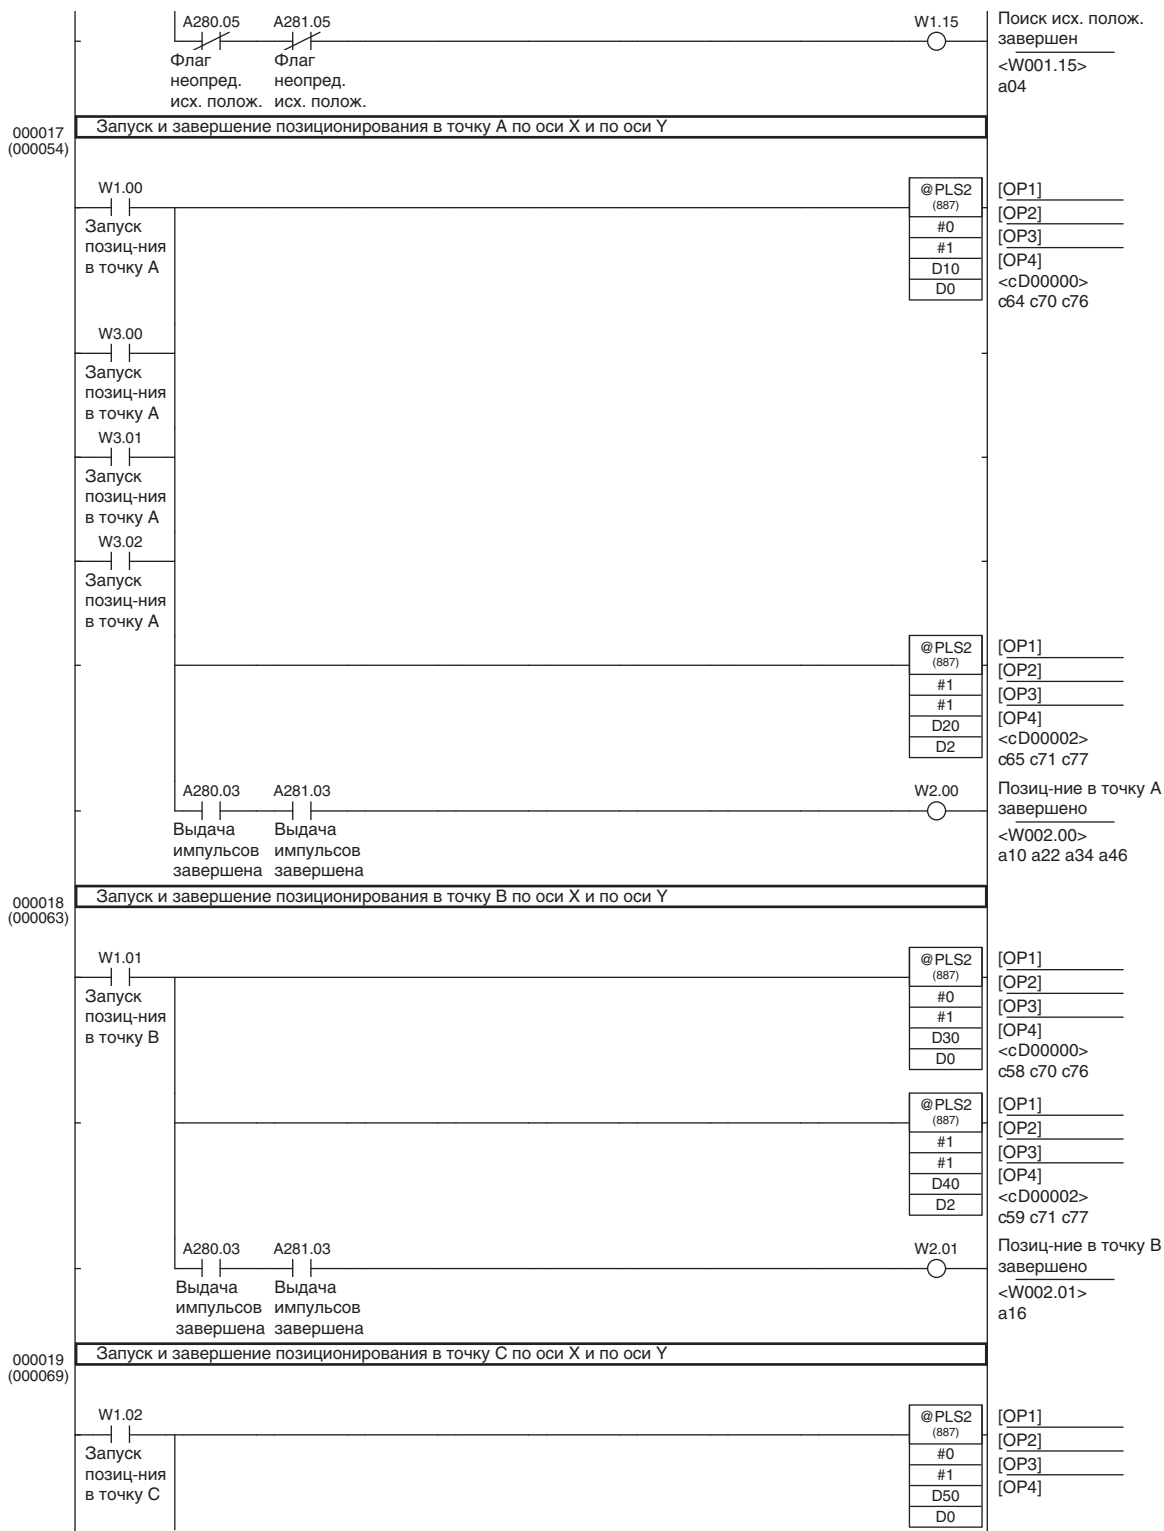 A280.05 A281.05 W1.15 Поиск исх. полож.
завершен
Флаг Флаг <W001.15>
неопред. неопред. a04
исх. полож. исх. полож.
000017 Запуск и завершение позиционирования в точку A по оси X и по оси Y
(000054)
W1.00 @PLS2 [OP1]
(887) [OP2]
Запуск #0 [OP3]
позиц-ния #1 [OP4]
в точку A D10 <cD00000>
D0 c64 c70 c76
W3.00
Запуск
позиц-ния
в точку A
W3.01
Запуск
позиц-ния
в точку A
W3.02
Запуск
позиц-ния
в точку A
@PLS2 [OP1]
(887) [OP2]
#1 [OP3]
#1 [OP4]
D20 <cD00002>
D2 c65 c71 c77
A280.03 A281.03 W2.00 Позиц-ние в точку A
завершено
Выдача Выдача <W002.00>
импульсов импульсов a10 a22 a34 a46
завершена завершена
000018 Запуск и завершение позиционирования в точку B по оси X и по оси Y
(000063)
W1.01 @PLS2 [OP1]
(887) [OP2]
Запуск #0 [OP3]
позиц-ния #1 [OP4]
в точку B D30 <cD00000>
D0 c58 c70 c76
@PLS2 [OP1]
(887) [OP2]
#1 [OP3]
#1 [OP4]
D40 <cD00002>
D2 c59 c71 c77
A280.03 A281.03 W2.01 Позиц-ние в точку B
завершено
Выдача Выдача <W002.01>
импульсов импульсов a16
завершена завершена
000019 Запуск и завершение позиционирования в точку C по оси X и по оси Y
(000069)
W1.02 @PLS2 [OP1]
(887) [OP2]
Запуск #0 [OP3]
позиц-ния #1 [OP4]
в точку C D50
D0